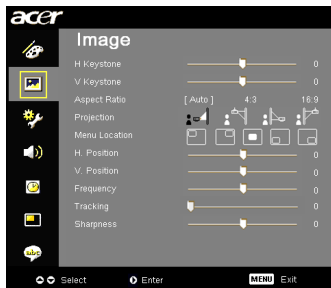 acer
Image
H Keystone 0
V Keystone 0
Aspect Ratio [ Auto ] 4:3 16:9
Projection
Menu Location
H. Position 0
V. Position 0
Frequency 0
Tracking 0
Sharpness 0
abc
Select Enter MENU Exit